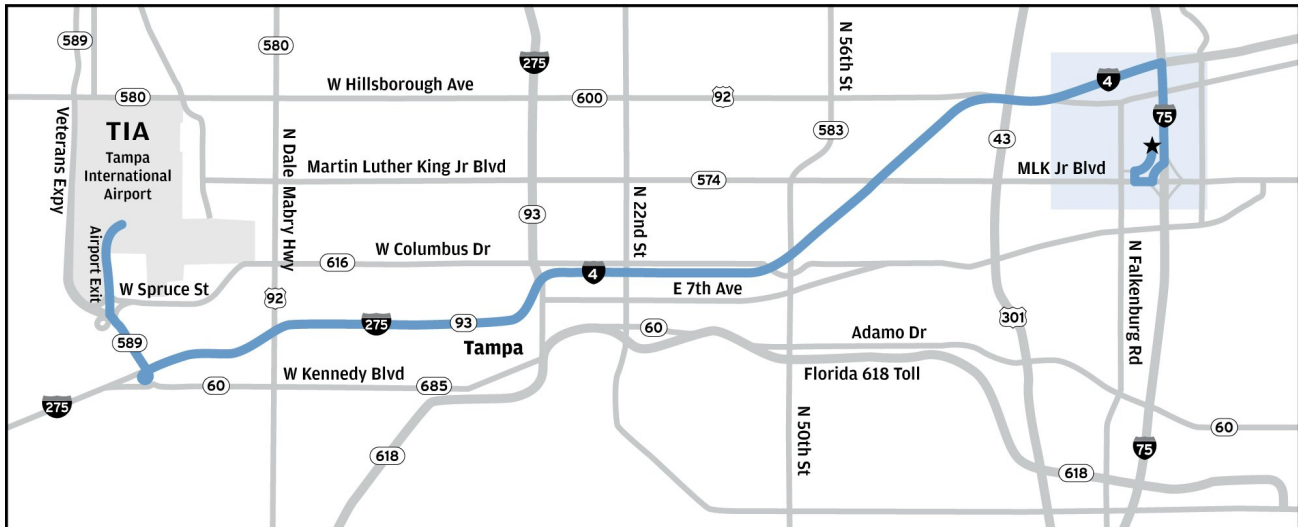 589
580
275
N 56th St
4
W Hillsborough Ave
580
600
92
Veterans Expy
TIA
Tampa
International
Airport
N Dale Mabry Hwy
583
43
75
Martin Luther King Jr Blvd
574
MLK Jr Blvd
93
N 22nd St
Airport Exit
W Columbus Dr
616
4
W Spruce St
92
E 7th Ave
N Falkenburg Rd
589
275
93
Tampa
60
Adamo Dr
301
W Kennedy Blvd
60
685
Florida 618 Toll
275
N 50th St
60
618
75
618